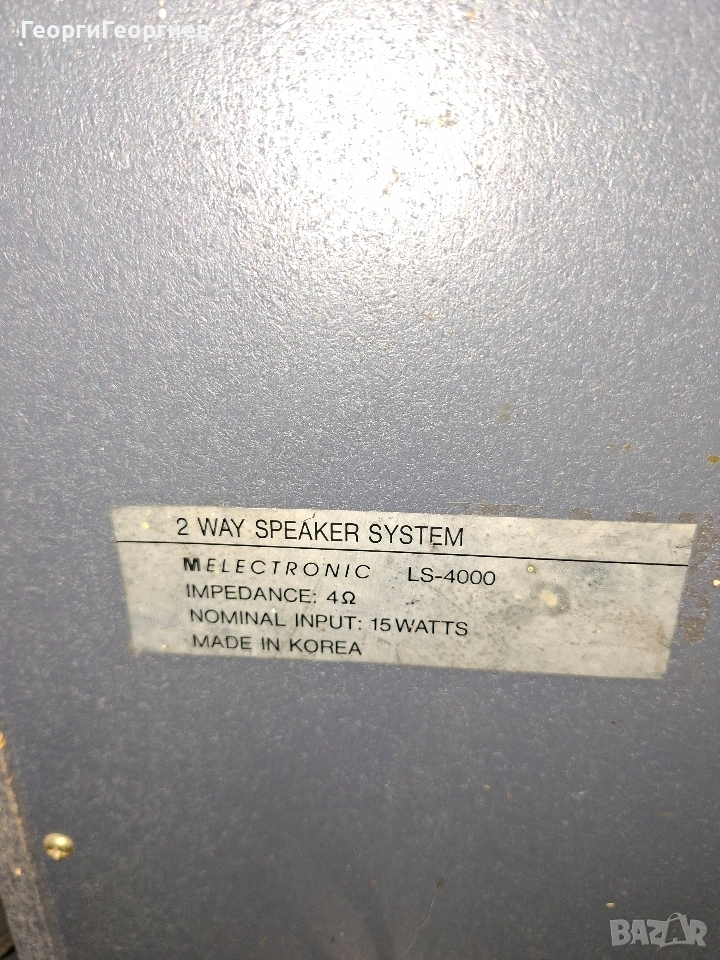 ГеоргиГеоргиев
2 WAY SPEAKER SYSTEM
MELECTRONIC LS-4000
IMPEDANCE: 4Ω
NOMINAL INPUT: 15 WATTS
MADE IN KOREA
BAZAR